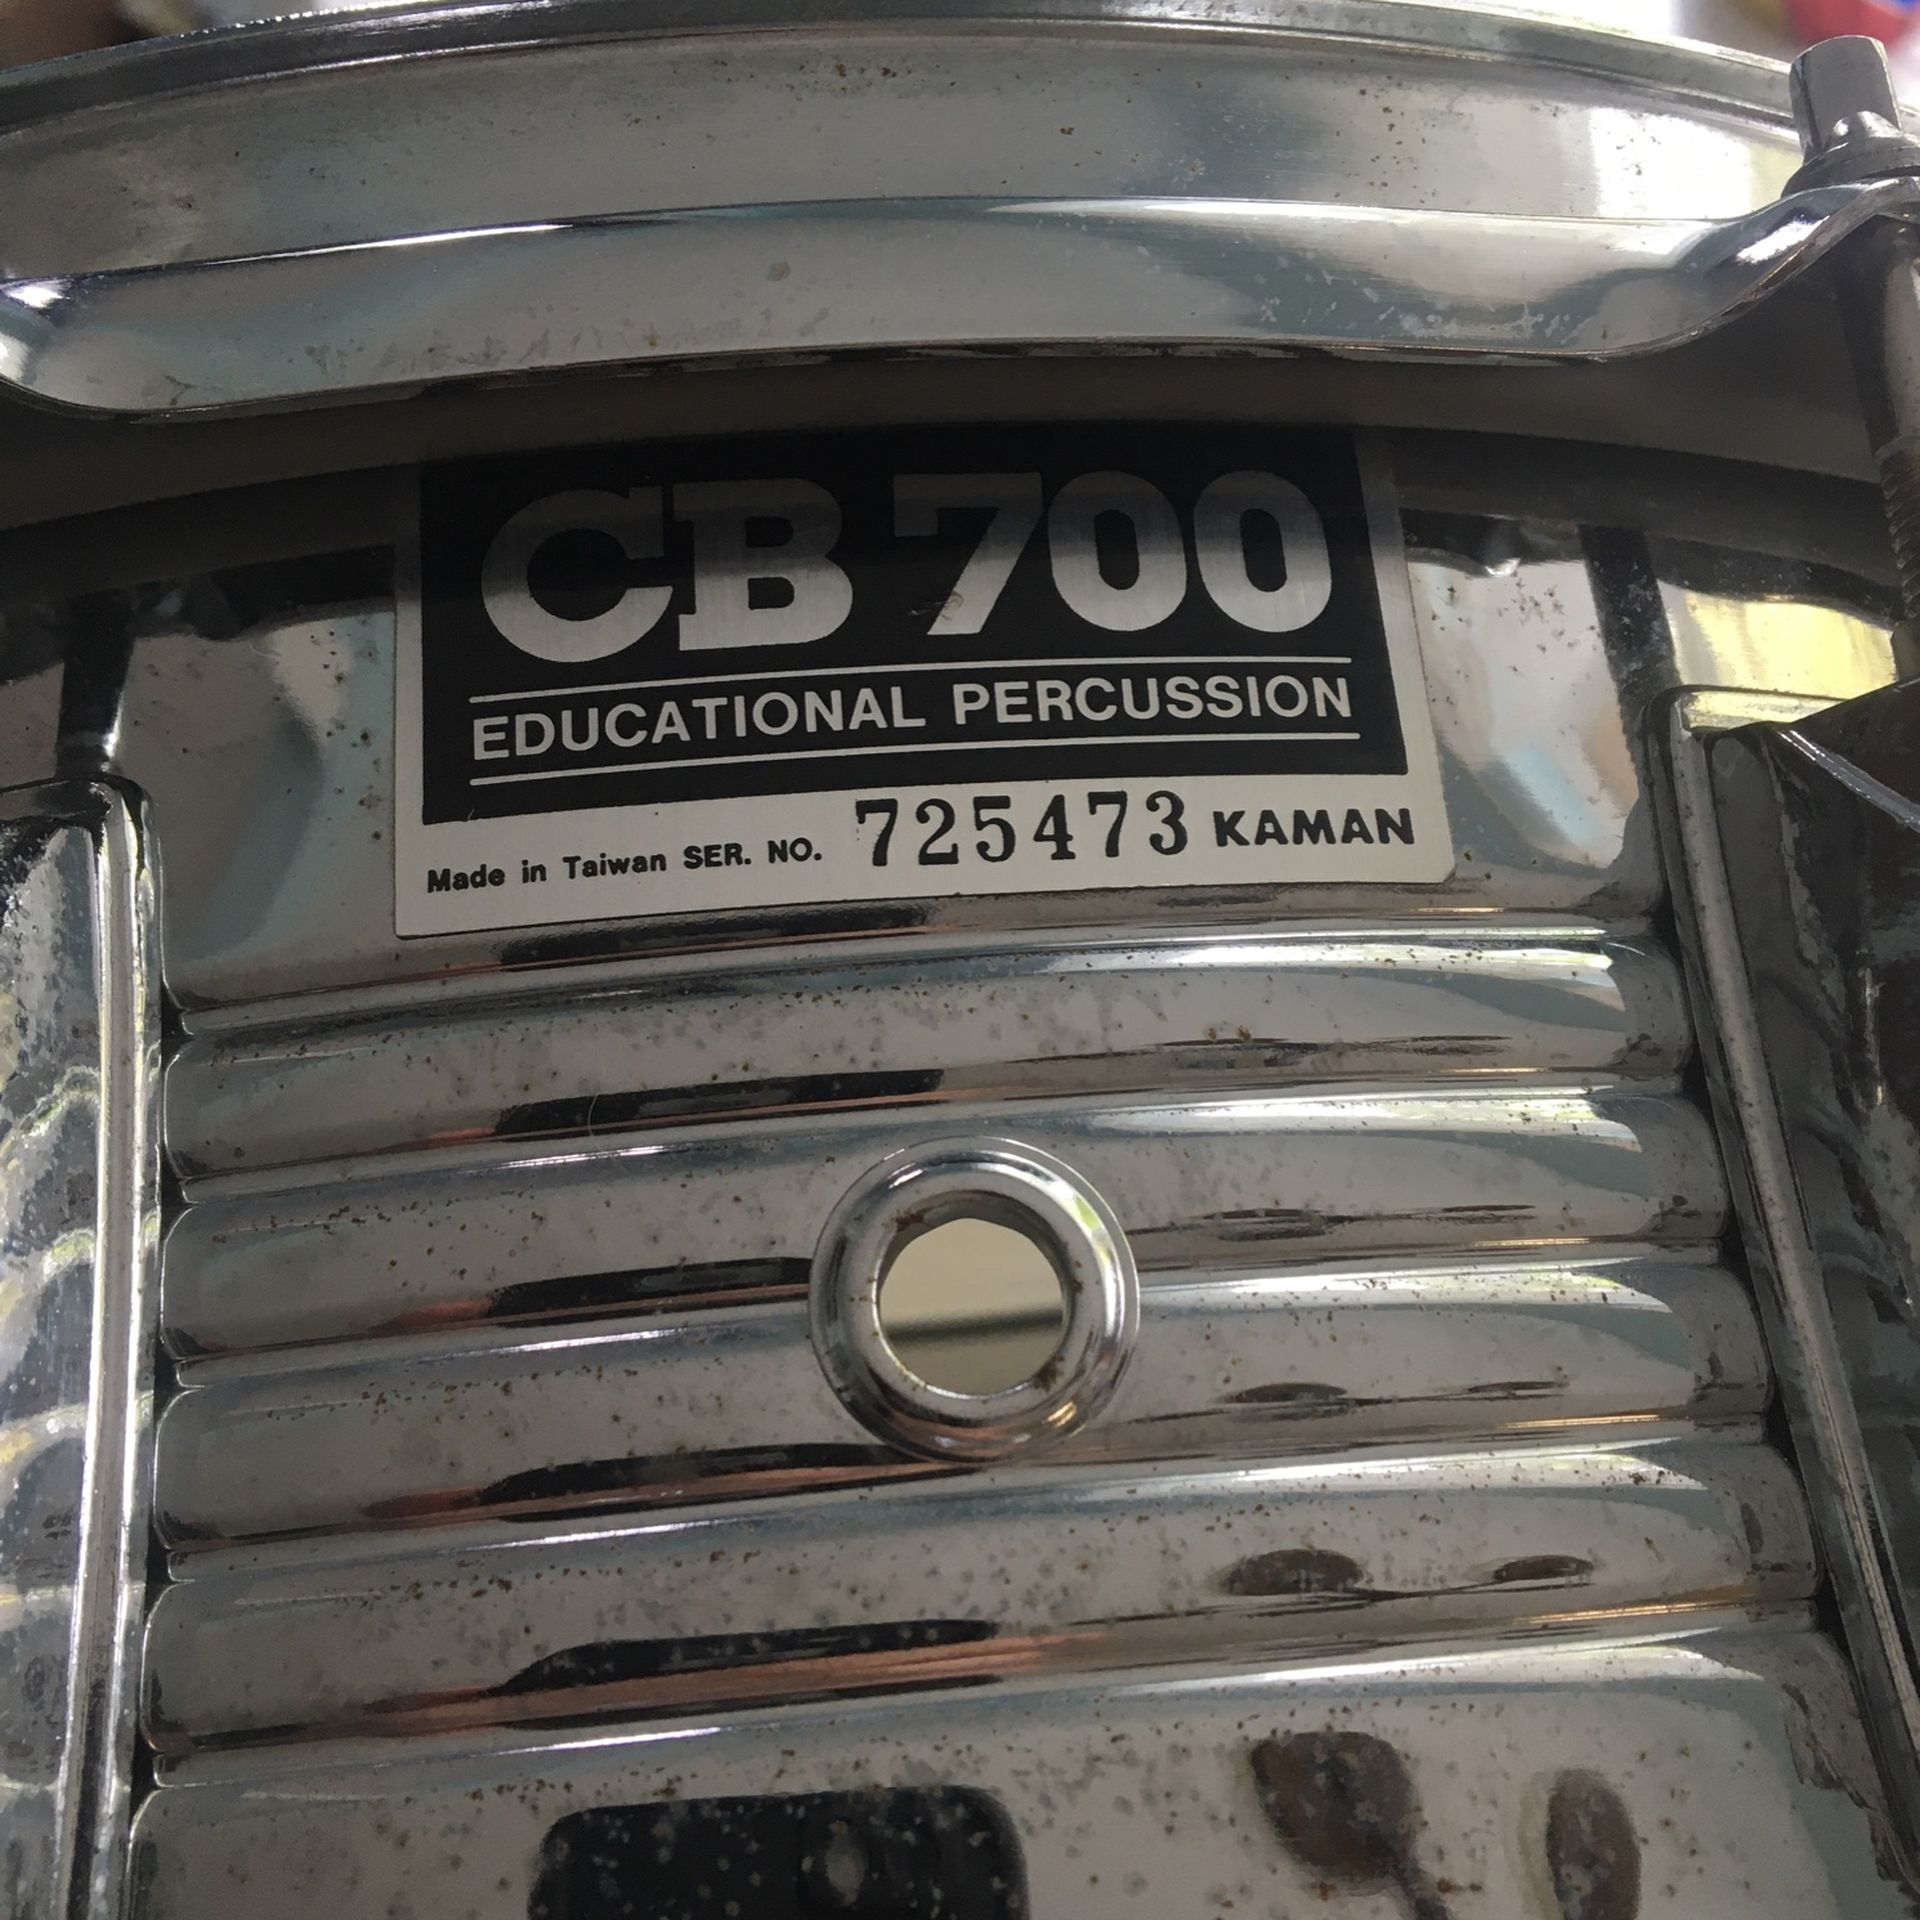 CB 700
EDUCATIONAL PERCUSSION
Made in Taiwan SER. NO. 725473 KAMAN